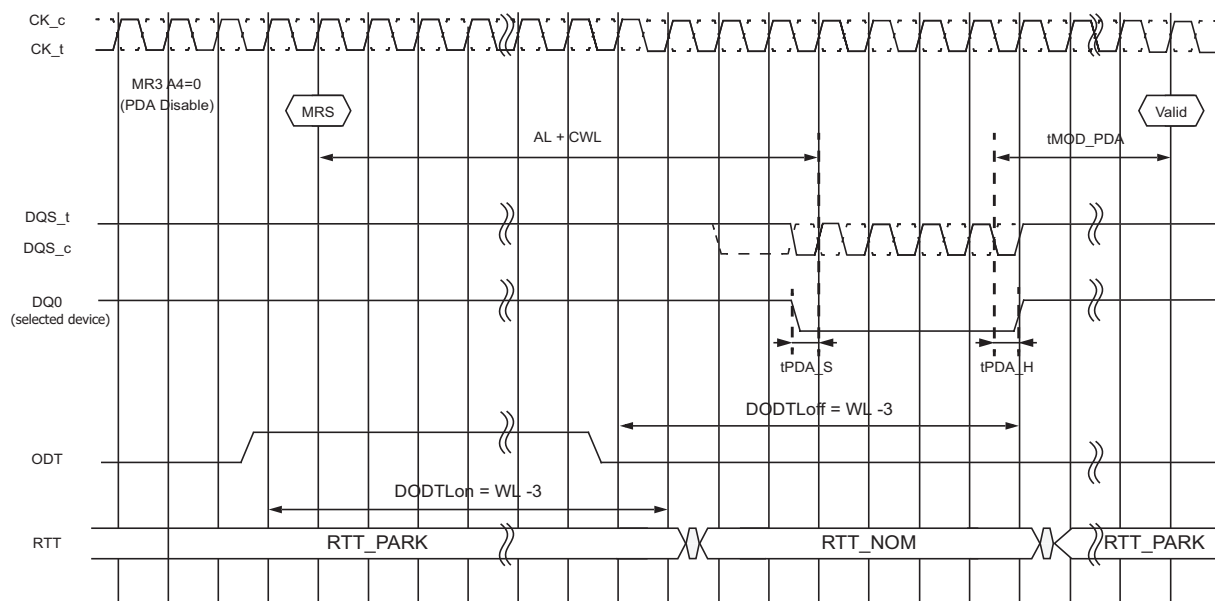 CK_c
CK_t
MR3 A4=0
(PDA Disable)
MRS
Valid
AL + CWL
tMOD_PDA
DQS_t
DQS_c
DQ0
(selected device)
tPDA_S
tPDA_H
DODTLoff = WL -3
ODT
DODTLon = WL -3
RTT
RTT_PARK
RTT_NOM
RTT_PARK